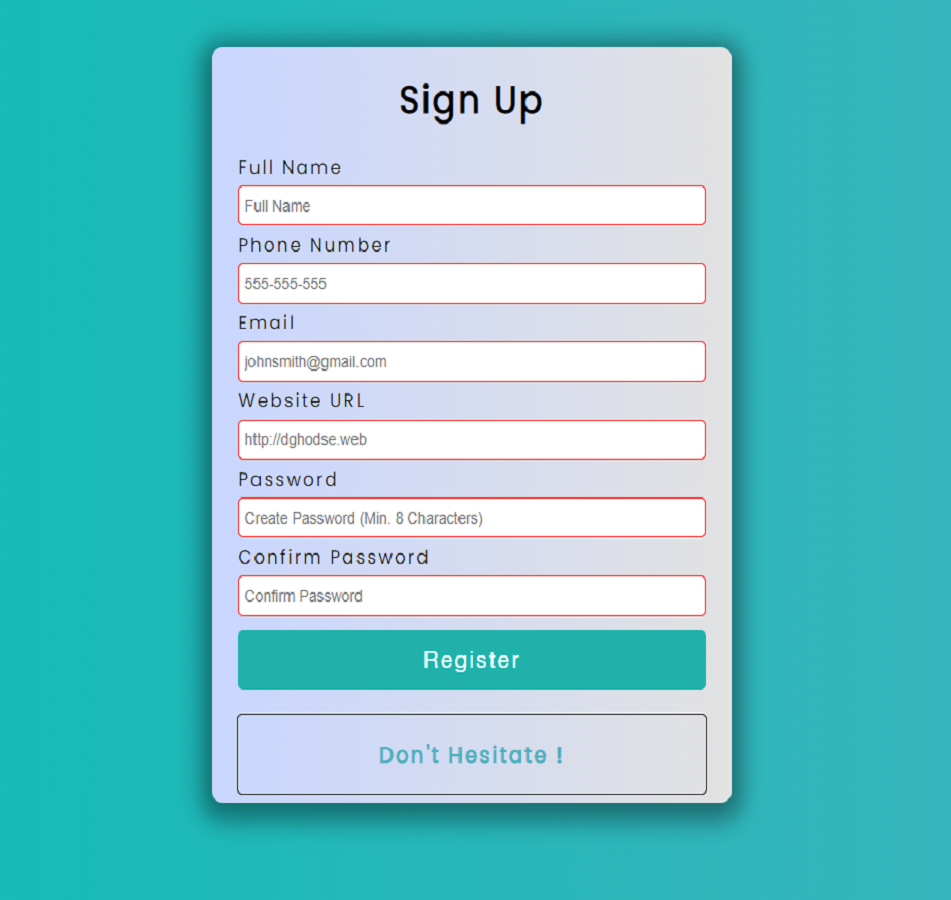 Sign Up
Full Name
Full Name
Phone Number
555-555-555
Email
johnsmith@gmail.com
Website URL
http://dghodse.web
Password
Create Password (Min. 8 Characters)
Confirm Password
Confirm Password
Register
Don't Hesitate !